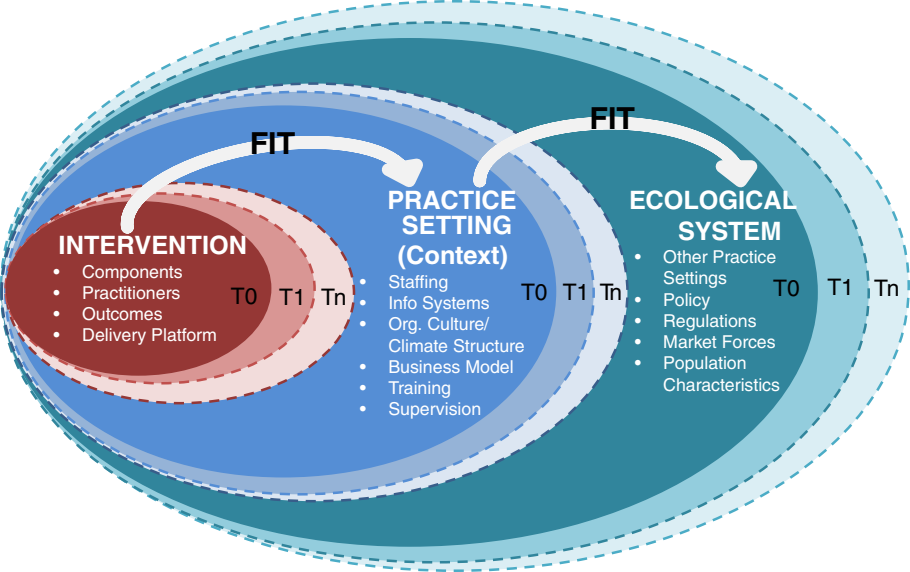 FIT
FIT
INTERVENTION
• Components
• Practitioners
• Outcomes
• Delivery Platform
T0
T1
Tn
PRACTICE
SETTING
(Context)
• Staffing
• Info Systems
• Org. Culture/
Climate Structure
• Business Model
• Training
• Supervision
T0
T1
Tn
ECOLOGICAL
SYSTEM
• Other Practice
Settings
• Policy
• Regulations
• Market Forces
• Population
Characteristics
T0
T1
Tn